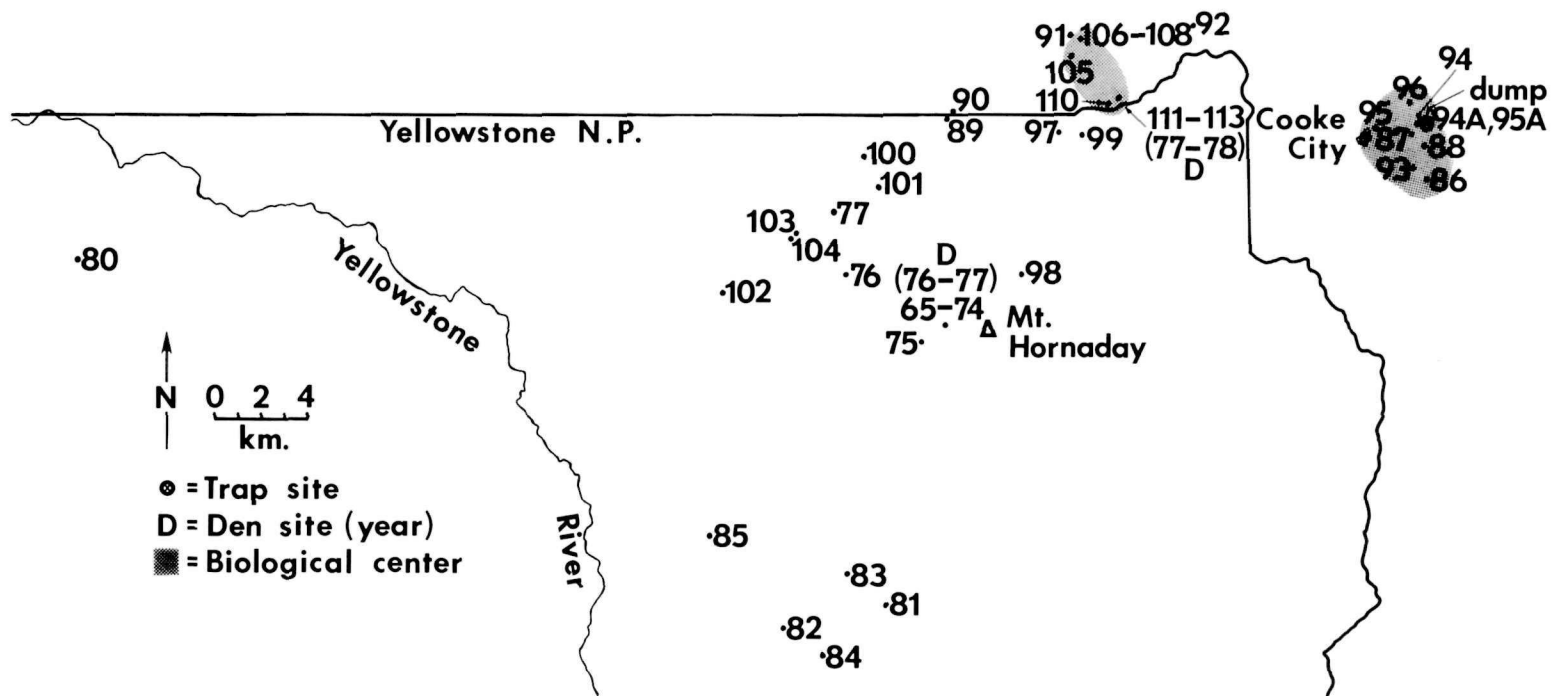 91 106-108 92
105
94
96 dump
110
90
89
Yellowstone N.P.
97 99
111-113
(77-78)
D
Cooke
City
95
94A,95A
87 88
93 86
100
101
77
103
104
80
Yellowstone
River
76
D
(76-77)
98
102
65-74
75
Mt.
Hornaday
N
0 2 4
km.
= Trap site
D = Den site (year)
= Biological center
85
83
81
82
84